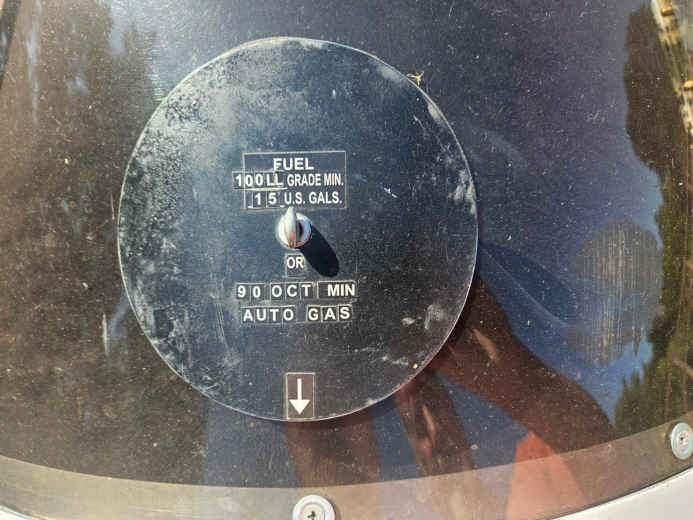 FUEL
100LL GRADE MIN.
15 U.S. GALS.
OR
90 OCT MIN
AUTO GAS